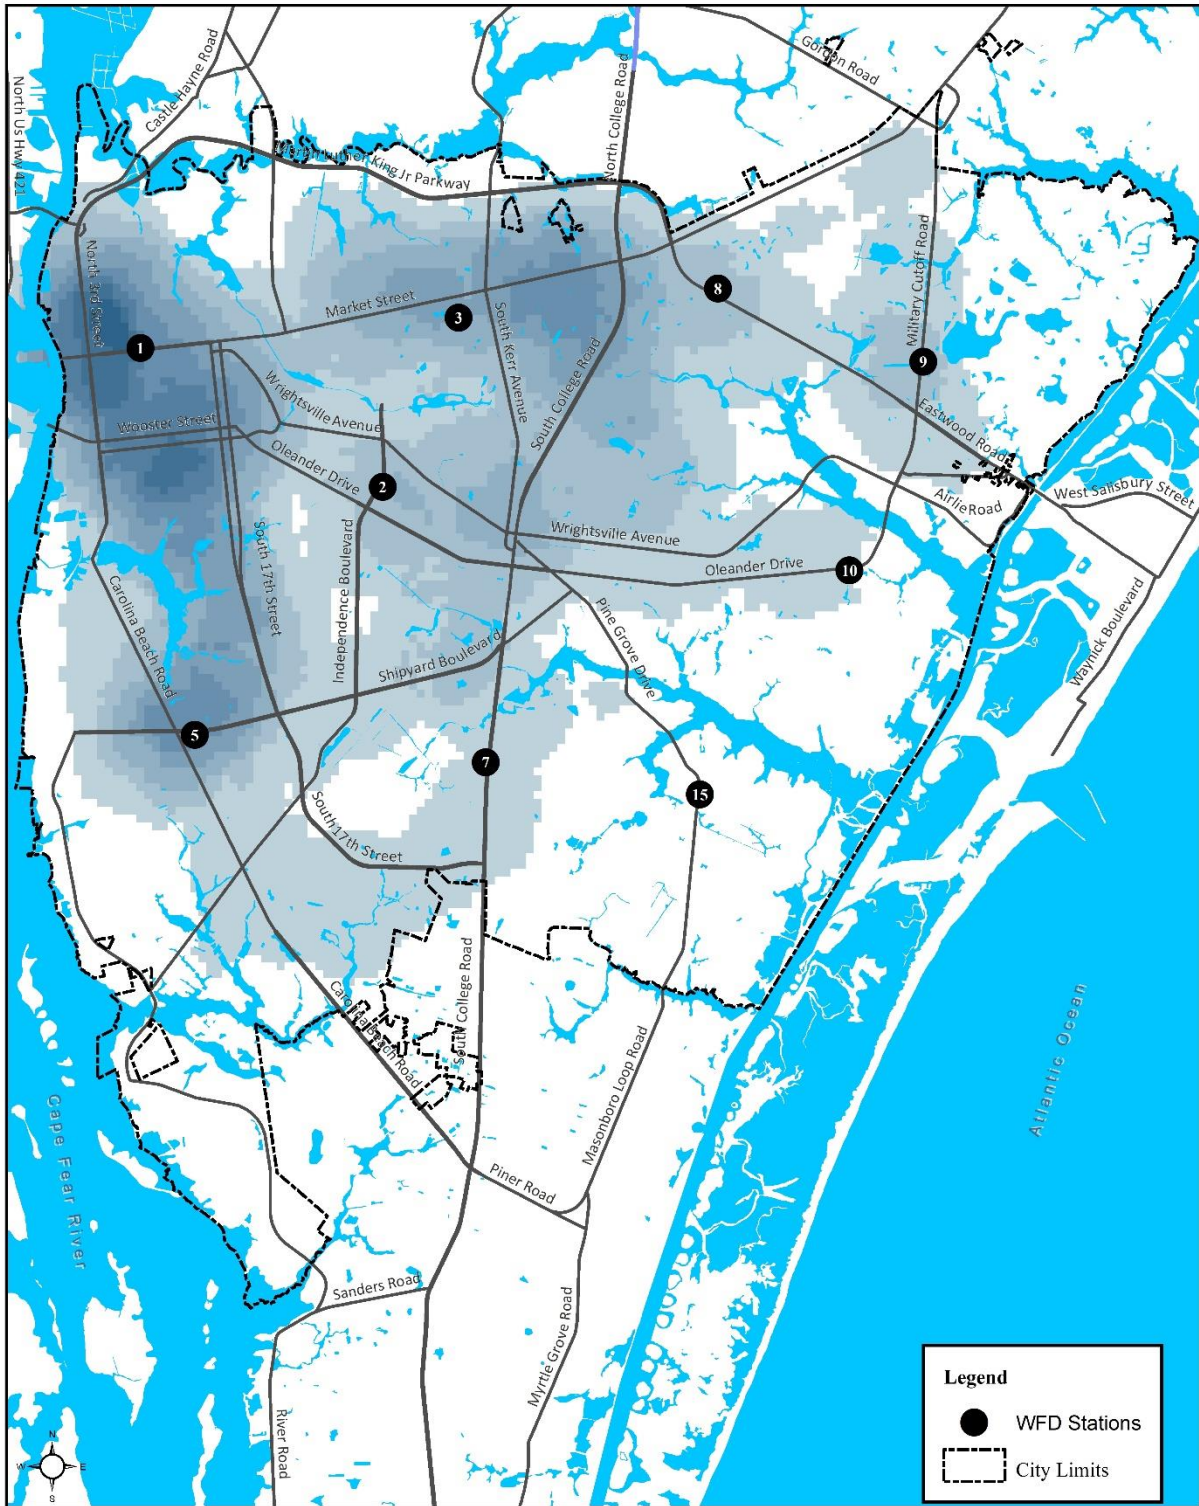 Gordon Road
Castle Hayne Road
North Us Hwy 421
North College Road
Martin Luther King Jr Parkway
North 3rd Street
Military Cutoff Road
8
Market Street
3
1
South Kerr Avenue
9
South College Road
Wrightsville Avenue
Wooster Street
Eastwood Road
Oleander Drive
2
West Salisbury Street
Airlie Road
Wrightsville Avenue
South 17th Street
Oleander Drive
10
Independence Boulevard
Carolina Beach Road
Pine Grove Drive
Shipyard Boulevard
Waynick Boulevard
5
7
15
South 17th Street
Carolina Beach Road
South College Road
Masonboro Loop Road
Atlantic Ocean
Cape Fear River
Piner Road
Sanders Road
Myrtle Grove Road
River Road
N
W E
S
Legend
WFD Stations
City Limits